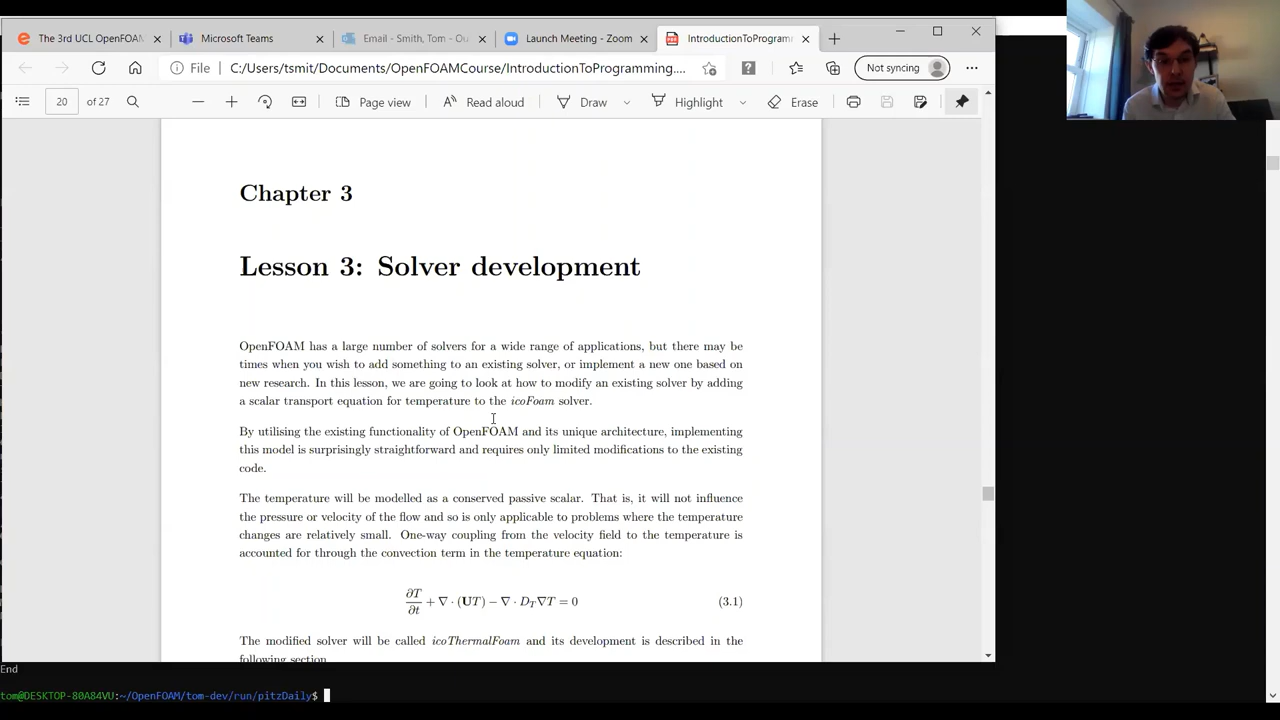 The 3rd UCL OpenFOAM
Microsoft Teams
Email - Smith, Tom - Ou
Launch Meeting - Zoom
IntroductionToProgramm
File
C:/Users/tsmit/Documents/OpenFOAMCourse/IntroductionToProgramming....
Not syncing
20 of 27
Page view
Read aloud
Draw
Highlight
Erase
Chapter 3
Lesson 3: Solver development
OpenFOAM has a large number of solvers for a wide range of applications, but there may be
times when you wish to add something to an existing solver, or implement a new one based on
new research. In this lesson, we are going to look at how to modify an existing solver by adding
a scalar transport equation for temperature to the icoFoam solver.
By utilising the existing functionality of OpenFOAM and its unique architecture, implementing
this model is surprisingly straightforward and requires only limited modifications to the existing
code.
The temperature will be modelled as a conserved passive scalar. That is, it will not influence
the pressure or velocity of the flow and so is only applicable to problems where the temperature
changes are relatively small. One-way coupling from the velocity field to the temperature is
accounted for through the convection term in the temperature equation:
∂T/∂t + ∇ · (UT) − ∇ · D_T∇T = 0 (3.1)
The modified solver will be called icoThermalFoam and its development is described in the
following section
End
tom@DESKTOP-80A84VU:~/OpenFOAM/tom-dev/run/pitzDaily$